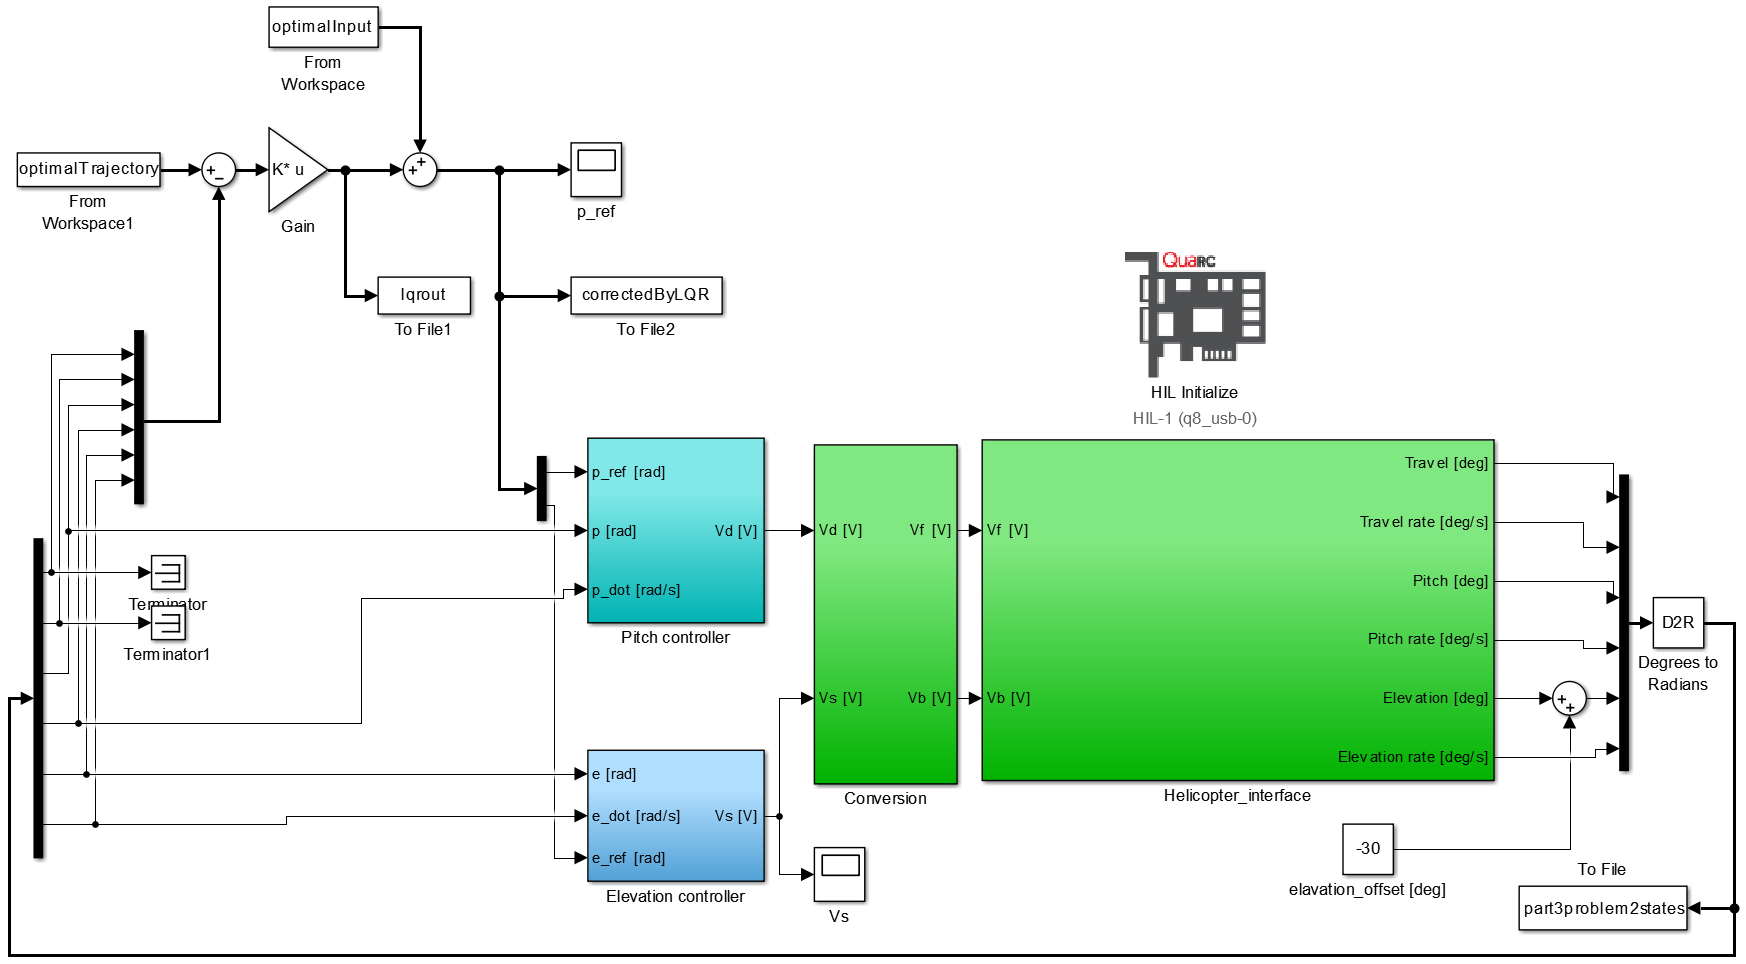 optimalInput
From
Workspace
optimalTrajectory
From
Workspace1
+
−
K* u
Gain
+
+
p_ref
lqrout
To File1
correctedByLQR
To File2
QuaRC
HIL Initialize
HIL-1 (q8_usb-0)
p_ref [rad]
p [rad]
p_dot [rad/s]
Vd [V]
Pitch controller
Terminator
Terminator1
e [rad]
e_dot [rad/s]
e_ref [rad]
Vs [V]
Elevation controller
Vs
Vd [V]
Vs [V]
Vf [V]
Vb [V]
Conversion
Vf [V]
Vb [V]
Travel [deg]
Travel rate [deg/s]
Pitch [deg]
Pitch rate [deg/s]
Elevation [deg]
Elevation rate [deg/s]
Helicopter_interface
+
+
-30
elavation_offset [deg]
D2R
Degrees to
Radians
To File
part3problem2states